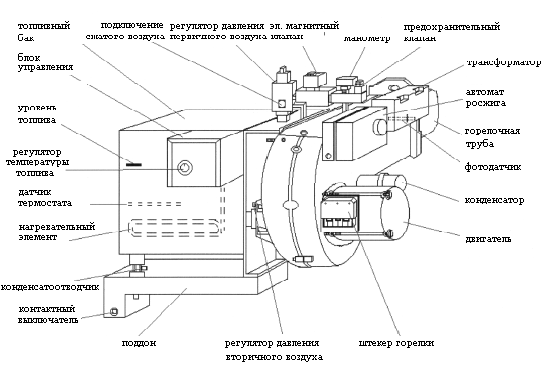 топливный
бак
подключение
сжатого воздуха
регулятор давления
первичного воздуха
эл. магнитный
клапан
манометр
предохранительный
клапан
блок
управления
трансформатор
уровень
топлива
автомат
розжига
регулятор
температуры
топлива
горелочная
труба
фотодатчик
датчик
термостата
конденсатор
нагревательный
элемент
двигатель
конденсатоотводчик
контактный
выключатель
поддон
регулятор давления
вторичного воздуха
штекер горелки